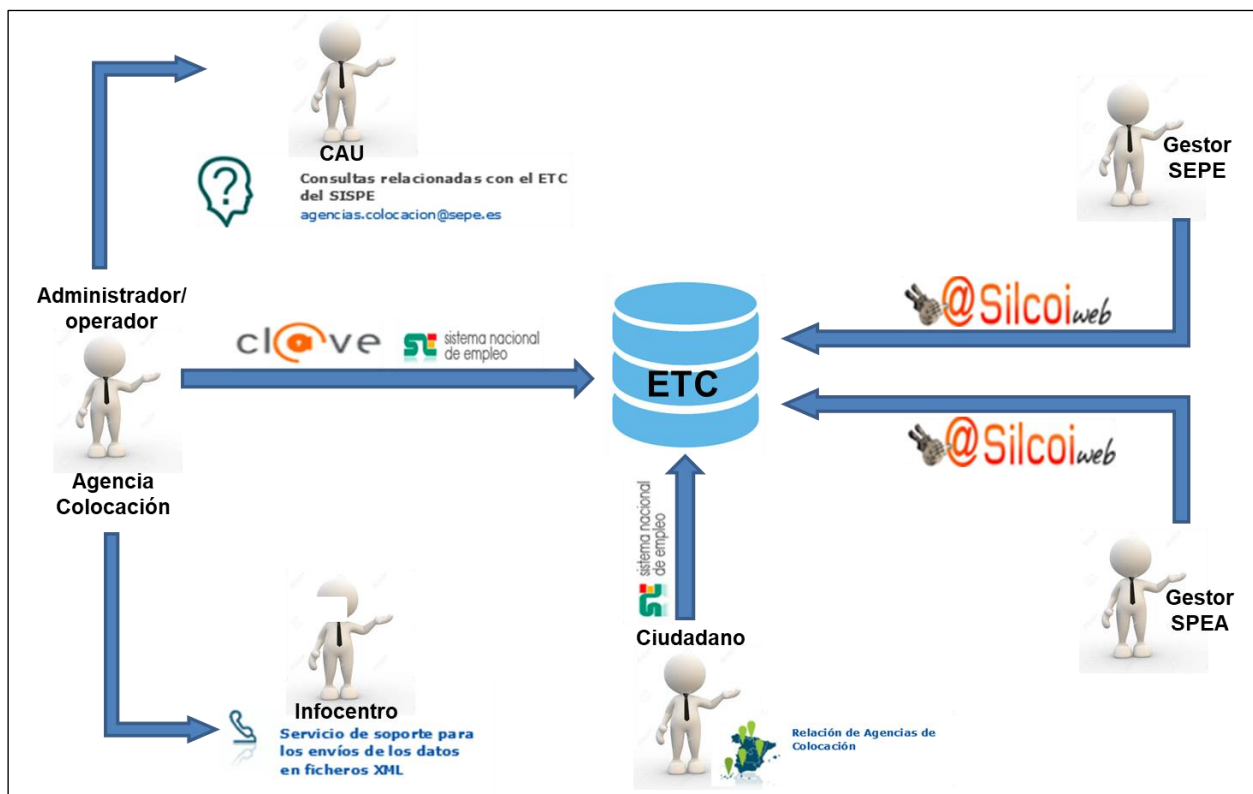 CAU
Consultas relacionadas con el ETC
del SISPE
agencias.colocacion@sepe.es
Gestor
SEPE
@Silcoiweb
Administrador/
operador
cl@ve
sistema nacional
de empleo
ETC
@Silcoiweb
Agencia
Colocación
sistema nacional
de empleo
Gestor
SPEA
Ciudadano
Infocentro
Servicio de soporte para
los envíos de los datos
en ficheros XML
Relación de Agencias de
Colocación